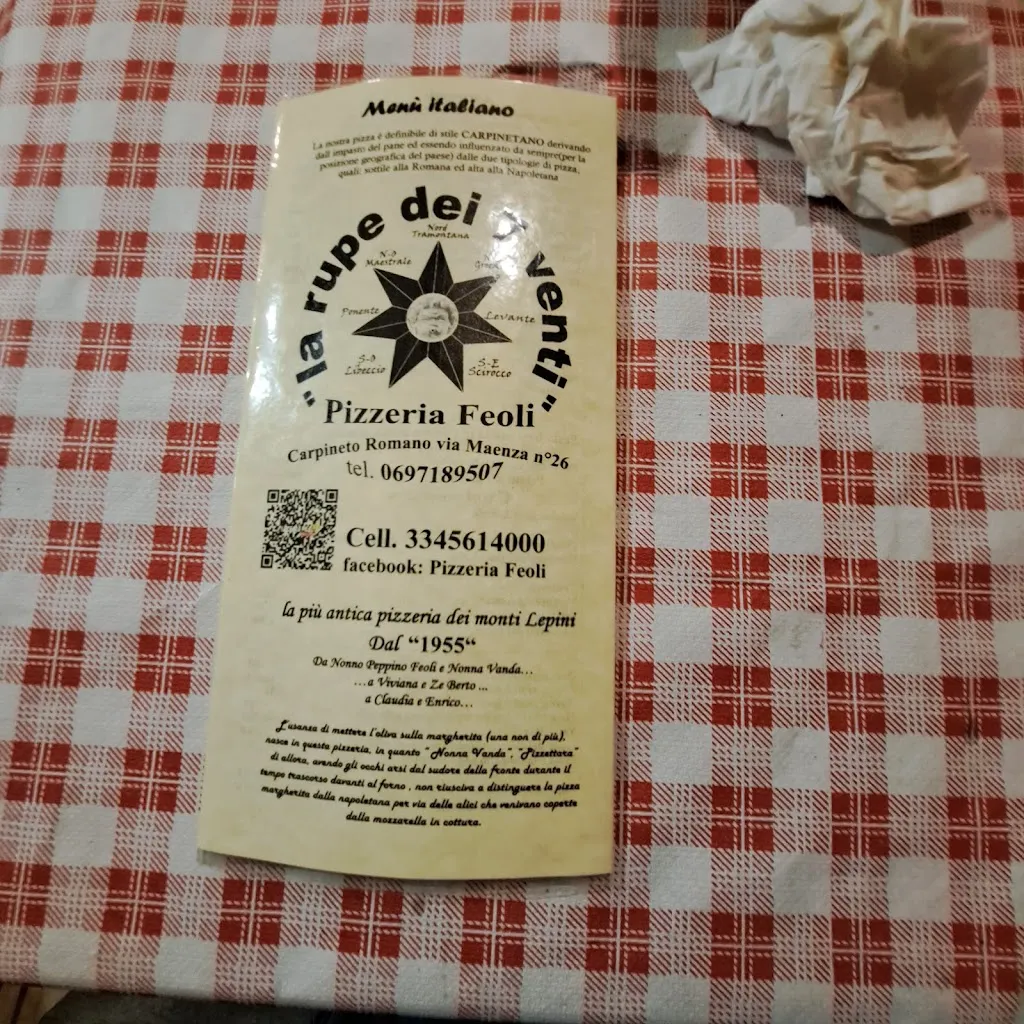 Menù italiano
La nostra pizza è definibile di stile CARPINETANO derivando
dall impasto del pane ed essendo influenzato da sempre(per la
posizione geografica del paese) dalle due tipologie di pizza,
quali: sottile alla Romana ed alta alla Napoletana
"la rupe dei venti"
Nord
Tramontana
N-O
Maestrale
Ponente
Levante
S-O
Libeccio
S-E
Scirocco
Pizzeria Feoli
Carpineto Romano via Maenza n°26
tel. 0697189507
Cell. 3345614000
facebook: Pizzeria Feoli
la più antica pizzeria dei monti Lepini
Dal "1955"
Da Nonno Peppino Feoli e Nonna Vanda...
...a Viviana e Ze Berto ...
a Claudia e Enrico...
L'usanza di mettere l'oliva sulla margherita (una non di più),
nasce in questa pizzeria, in quanto "Nonna Vanda", "Pizzettara"
di allora, avendo gli occhi arsi dal sudore della fronte durante il
tempo trascorso davanti al forno , non riusciva a distinguere la pizza
margherita dalla napoletana per via delle alici che venivano coperte
dalla mozzarella in cottura.